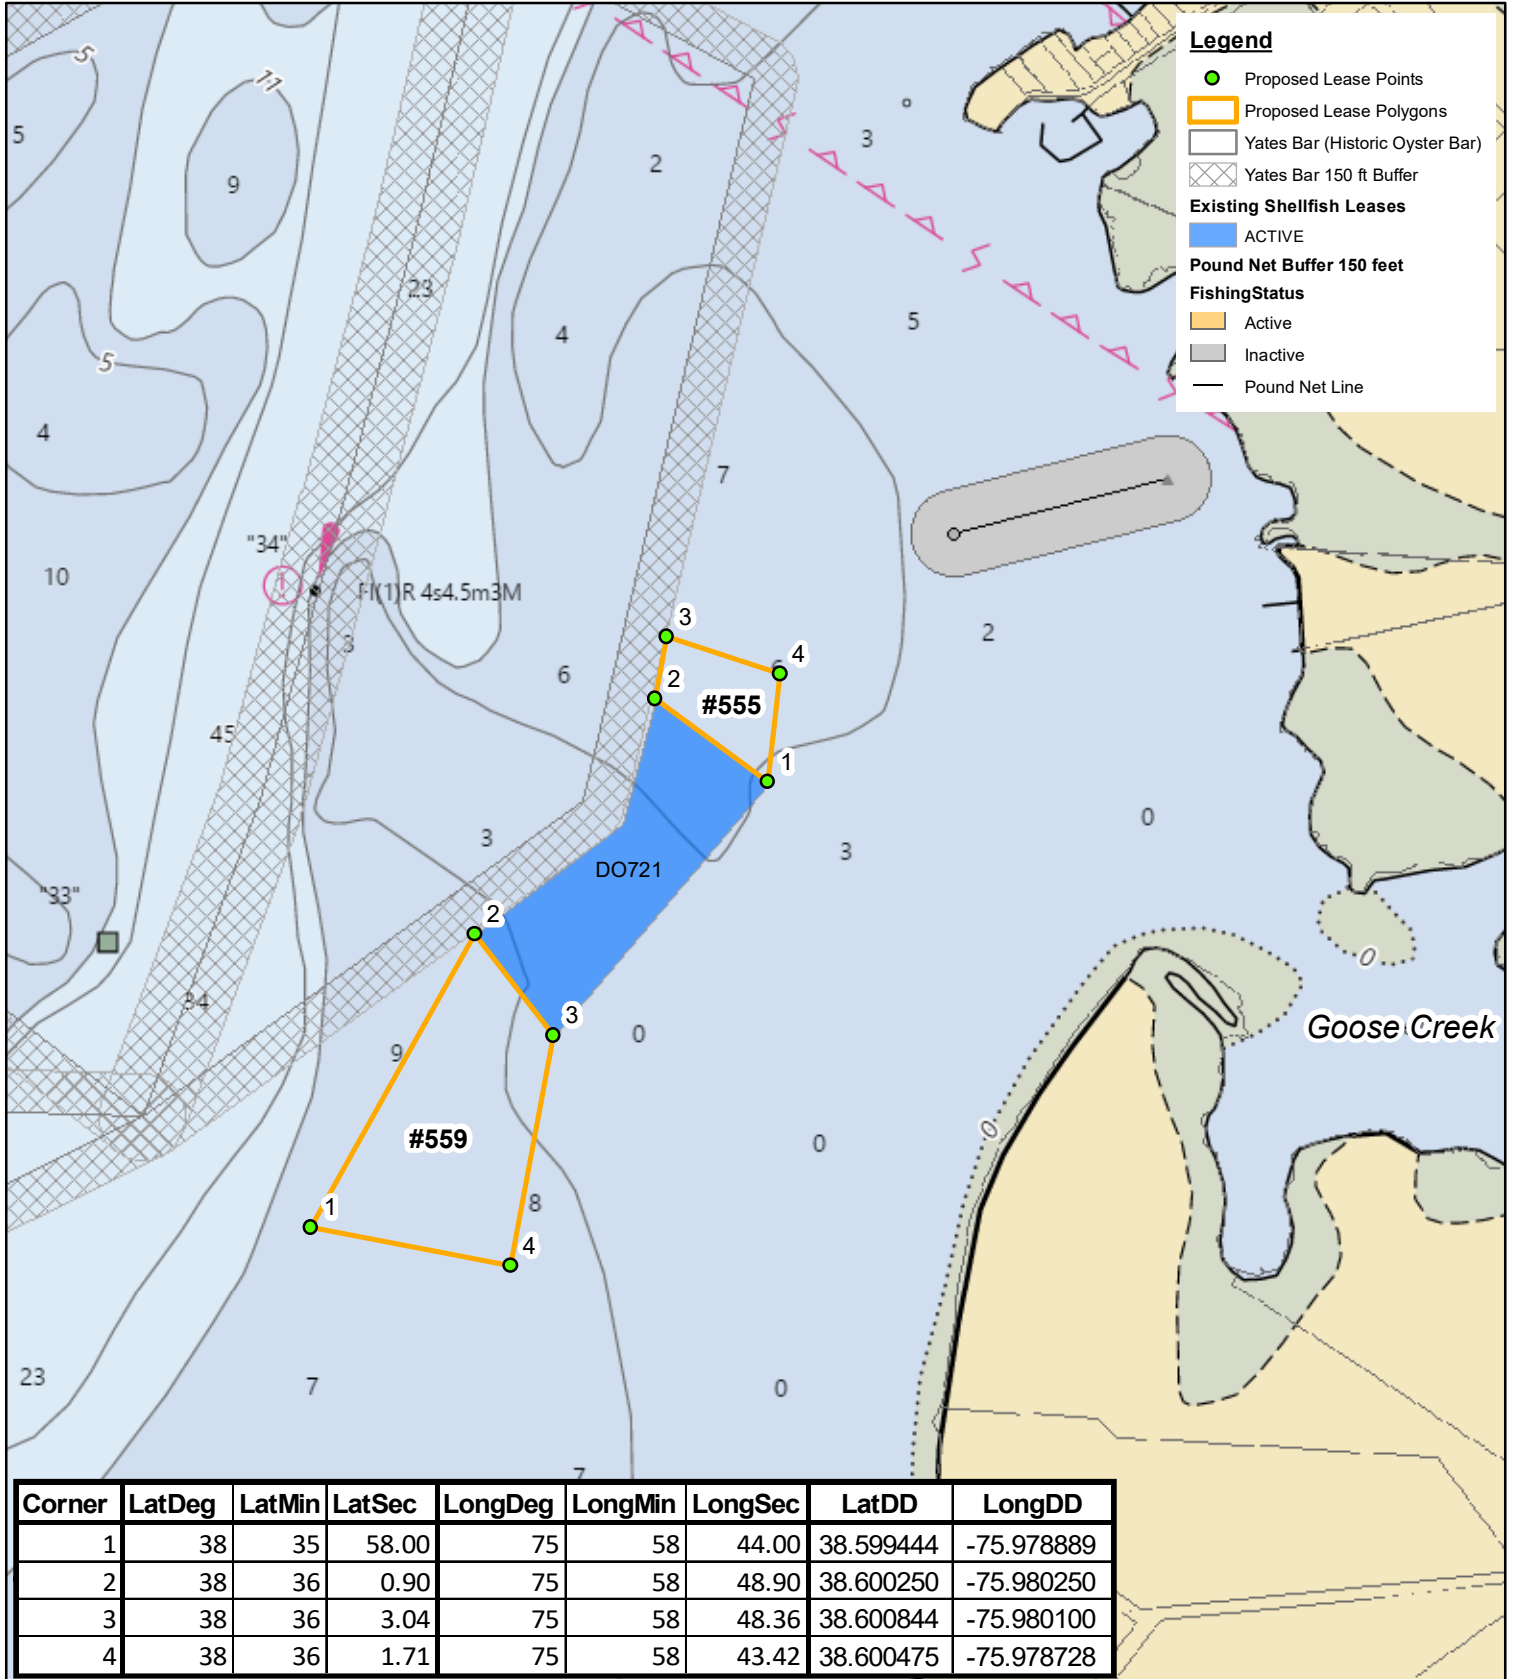 Legend
Proposed Lease Points
Proposed Lease Polygons
Yates Bar (Historic Oyster Bar)
Yates Bar 150 ft Buffer
Existing Shellfish Leases
ACTIVE
Pound Net Buffer 150 feet
FishingStatus
Active
Inactive
Pound Net Line
5
11
5
9
2
3
23
4
5
5
4
7
"34"
10
Fl(1)R 4s4.5m3M
3
2
3
6
4
6
2
#555
45
1
0
3
3
DO721
"33"
2
0
34
3
0
Goose Creek
9
#559
0
0
8
1
4
23
7
0
7
Corner LatDeg LatMin LatSec LongDeg LongMin LongSec LatDD LongDD
1 38 35 58.00 75 58 44.00 38.599444 -75.978889
2 38 36 0.90 75 58 48.90 38.600250 -75.980250
3 38 36 3.04 75 58 48.36 38.600844 -75.980100
4 38 36 1.71 75 58 43.42 38.600475 -75.978728